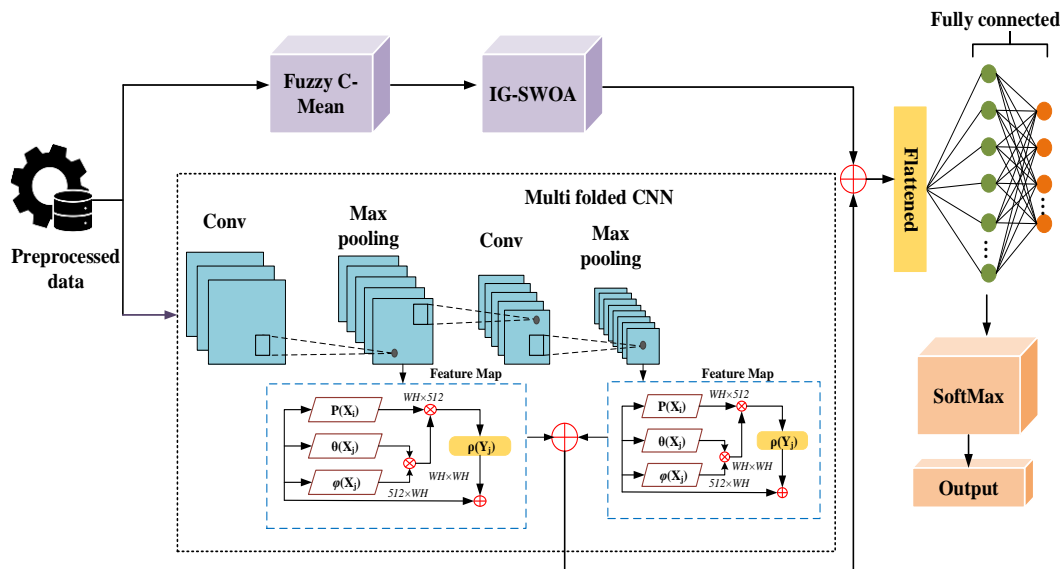 Fully connected
Fuzzy C-
Mean
IG-SWOA
Flattened
Preprocessed
data
Multi folded CNN
Conv
Max
pooling
Conv
Max
pooling
Feature Map
P(Xᵢ)
θ(Xⱼ)
φ(Xⱼ)
WH×512
WH×WH
512×WH
ρ(Yⱼ)
Feature Map
P(Xᵢ)
θ(Xⱼ)
φ(Xⱼ)
WH×512
WH×WH
512×WH
ρ(Yⱼ)
SoftMax
Output